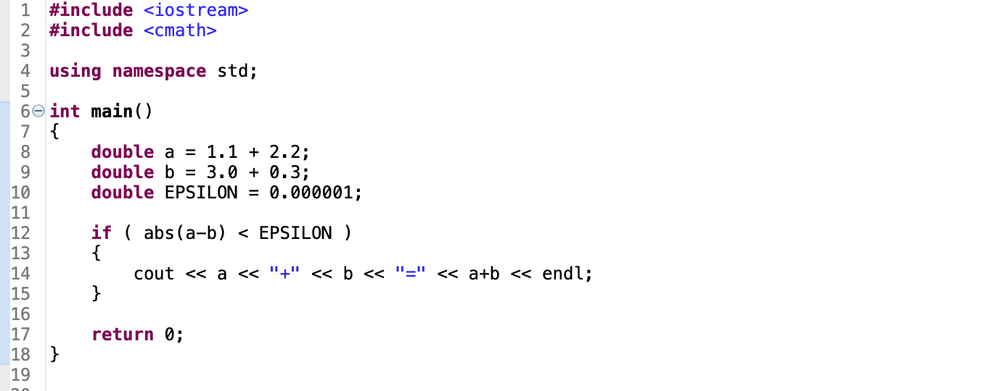 1 #include <iostream>
2 #include <cmath>
3
4 using namespace std;
5
6 int main()
7 {
8     double a = 1.1 + 2.2;
9     double b = 3.0 + 0.3;
10     double EPSILON = 0.000001;
11
12     if ( abs(a-b) < EPSILON )
13     {
14         cout << a << "+" << b << "=" << a+b << endl;
15     }
16
17     return 0;
18 }
19